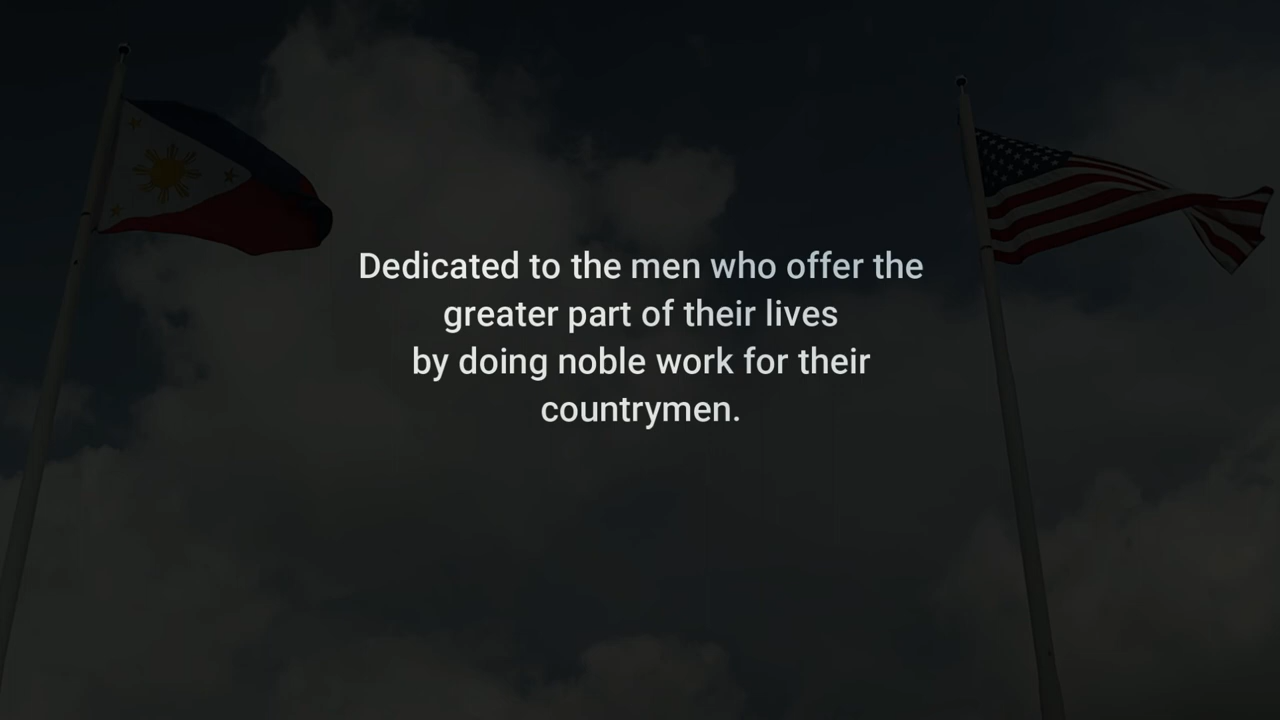 Dedicated to the men who offer the
greater part of their lives
by doing noble work for their
countrymen.